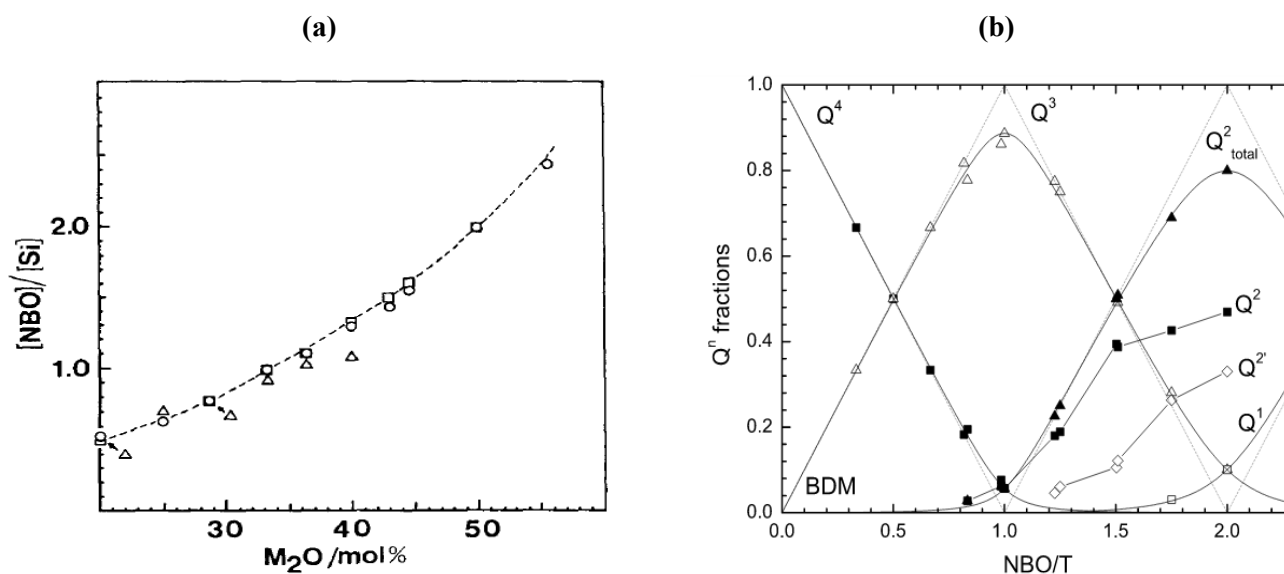 (a)
(b)
[NBO]/[Si]
2.0
1.0
30
40
50
M₂O/mol%
Qⁿ fractions
1.0
0.8
0.6
0.4
0.2
0.0
Q⁴
Q³
Q²total
Q²
Q²'
Q¹
BDM
0.0
0.5
1.0
1.5
2.0
NBO/T